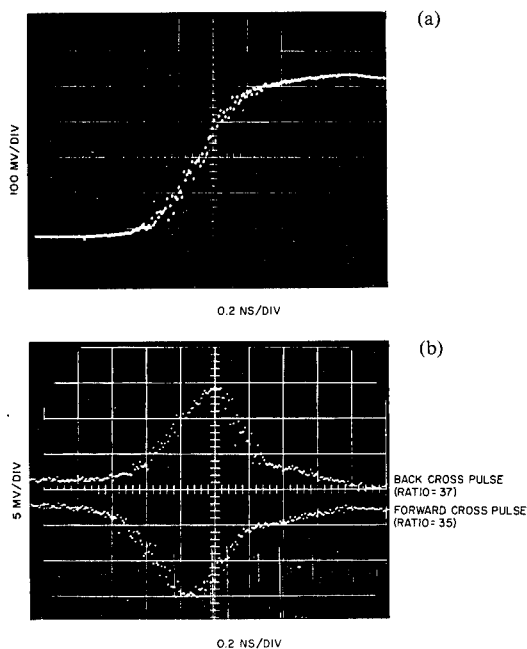 (a)
100 MV/DIV
0.2 NS/DIV
(b)
5 MV/DIV
BACK CROSS PULSE
(RATIO = 37)
FORWARD CROSS PULSE
(RATIO = 35)
0.2 NS/DIV